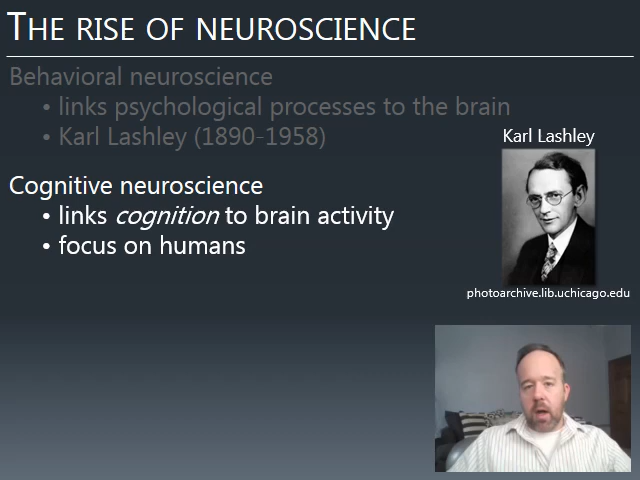 THE RISE OF NEUROSCIENCE
Behavioral neuroscience
• links psychological processes to the brain
• Karl Lashley (1890-1958)
Karl Lashley
Cognitive neuroscience
• links cognition to brain activity
• focus on humans
photoarchive.lib.uchicago.edu